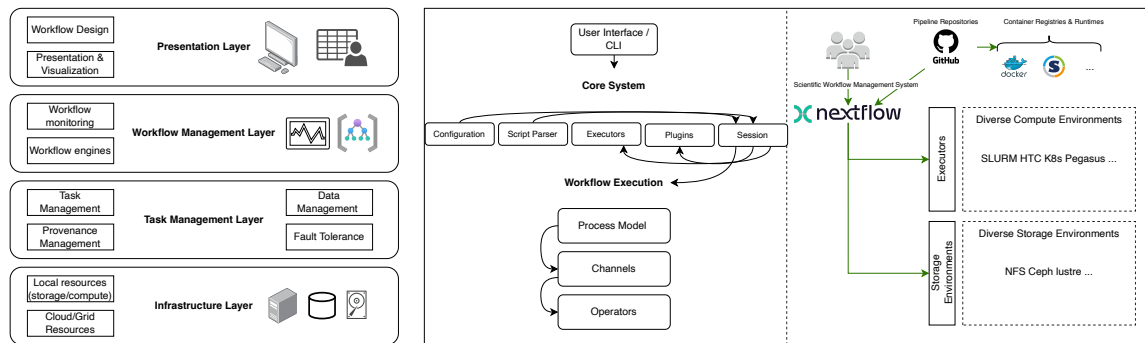 Workflow Design
Presentation &
Visualization
Presentation Layer
Workflow
monitoring
Workflow engines
Workflow Management Layer
Task
Management
Provenance
Management
Task Management Layer
Data
Management
Fault Tolerance
Local resources
(storage/compute)
Cloud/Grid
Resources
Infrastructure Layer
User Interface /
CLI
Core System
Configuration
Script Parser
Executors
Plugins
Session
Workflow Execution
Process Model
Channels
Operators
Pipeline Repositories
GitHub
Container Registries & Runtimes
docker
S
...
Scientific Workflow Management System
nextflow
Executors
Diverse Compute Environments
SLURM HTC K8s Pegasus ...
Storage
Environments
Diverse Storage Environments
NFS Ceph lustre ...